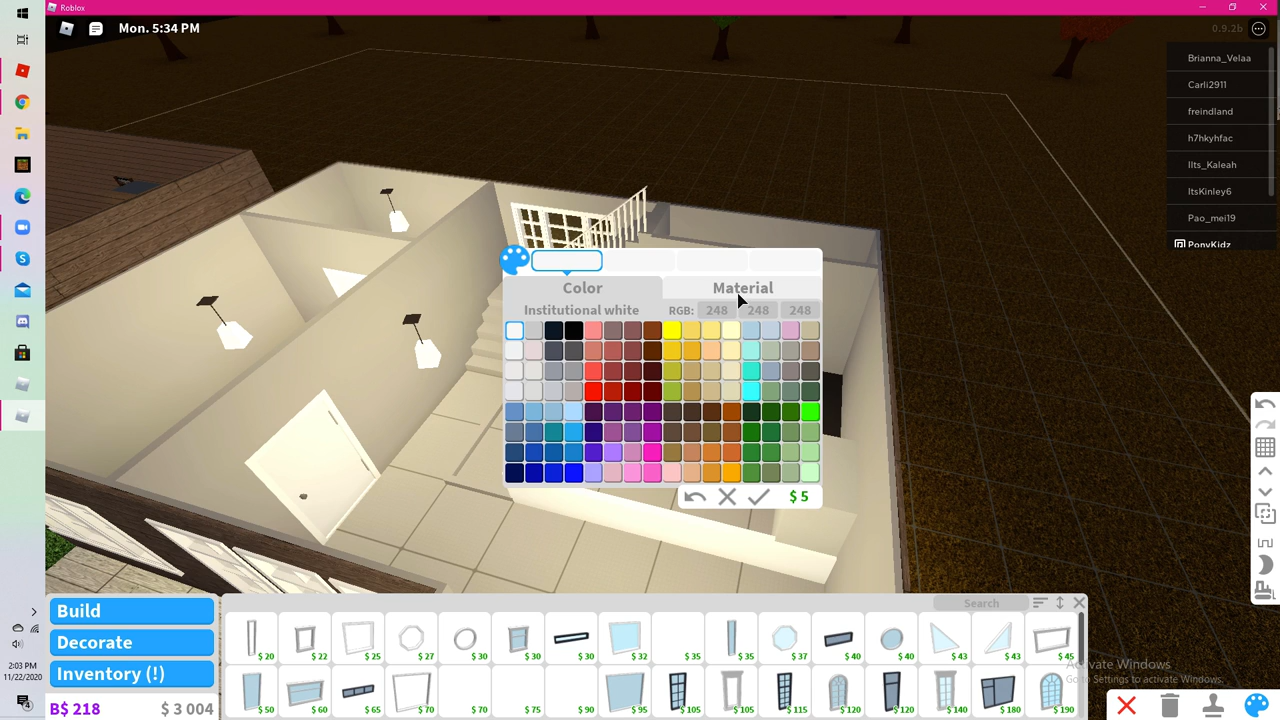 Roblox
Mon. 5:34 PM
0.9.2b
Brianna_Velaa
Carli2911
freindland
h7hkyhfac
IIts_Kaleah
ItsKinley6
Pao_mei19
PonyKidz
Color
Material
Institutional white
RGB: 248 248 248
$ 5
Build
Decorate
Inventory (!)
B$ 218
$ 3 004
Search
$ 20
$ 22
$ 25
$ 27
$ 30
$ 30
$ 30
$ 32
$ 35
$ 35
$ 37
$ 40
$ 40
$ 43
$ 43
$ 45
$ 50
$ 60
$ 65
$ 70
$ 70
$ 75
$ 90
$ 95
$ 105
$ 105
$ 115
$ 120
$ 120
$ 140
$ 180
$ 190
Activate Windows
Go to Settings to activate Windows.
2:03 PM
11/22/2020
4